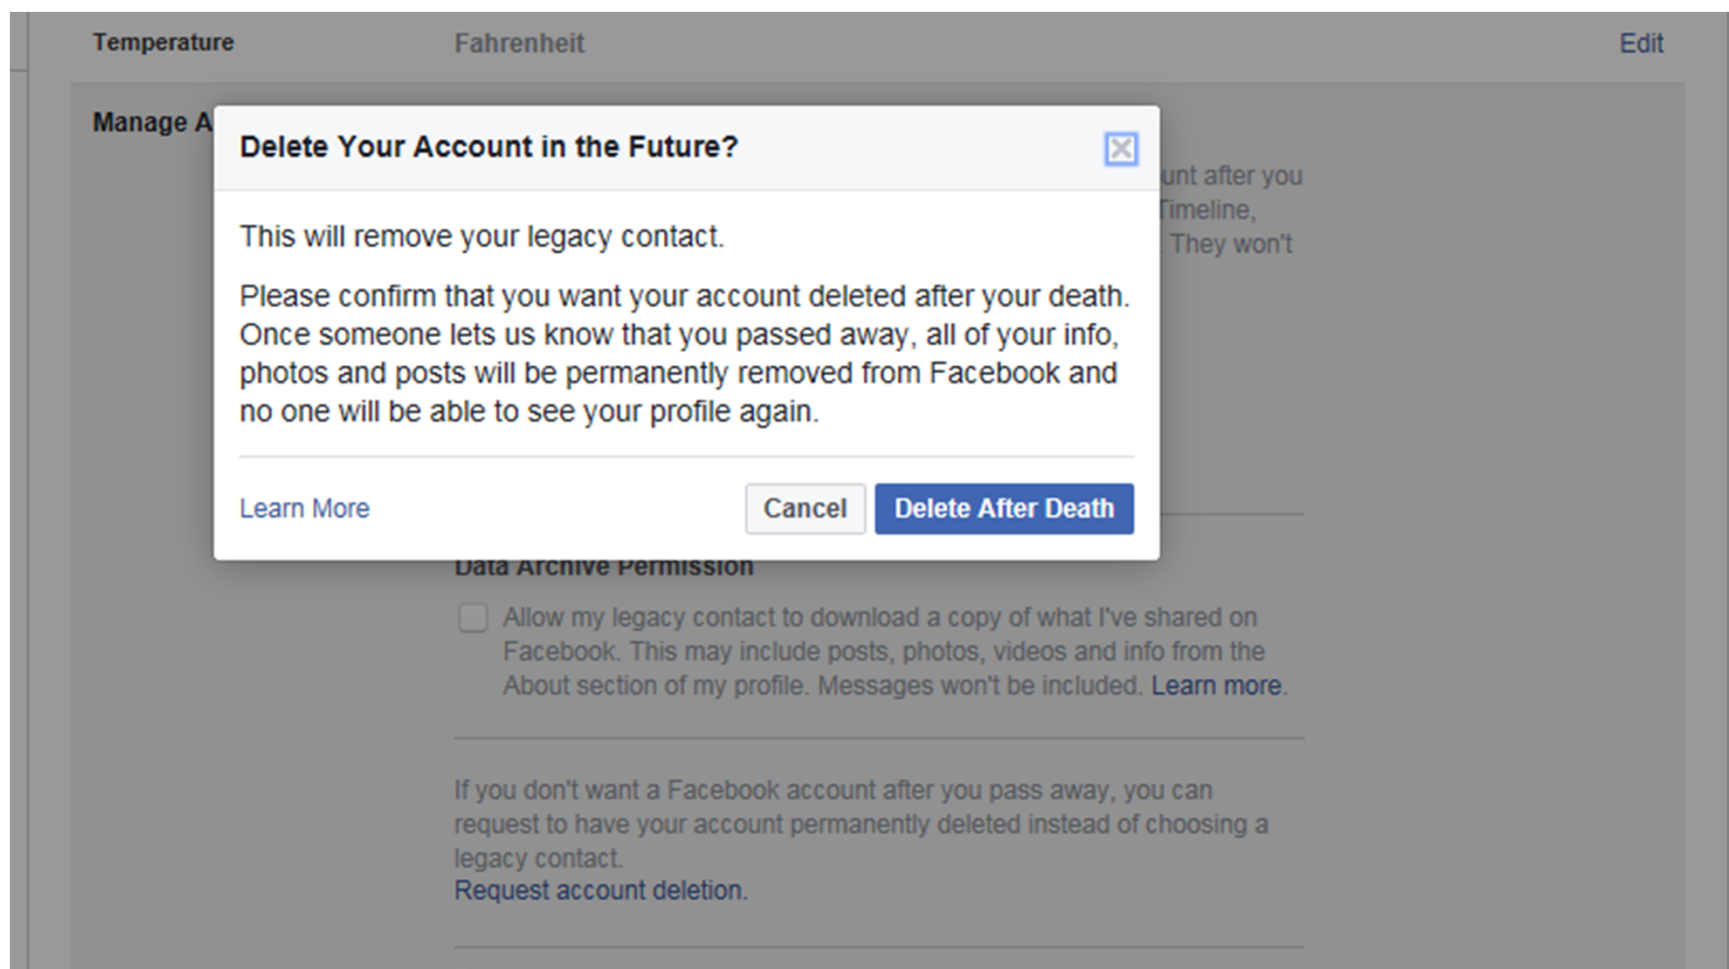 Temperature Fahrenheit Edit
Manage A
Delete Your Account in the Future?
unt after you
Timeline,
This will remove your legacy contact.
They won't
Please confirm that you want your account deleted after your death.
Once someone lets us know that you passed away, all of your info,
photos and posts will be permanently removed from Facebook and
no one will be able to see your profile again.
Learn More Cancel Delete After Death
Data Archive Permission
Allow my legacy contact to download a copy of what I've shared on
Facebook. This may include posts, photos, videos and info from the
About section of my profile. Messages won't be included. Learn more.
If you don't want a Facebook account after you pass away, you can
request to have your account permanently deleted instead of choosing a
legacy contact.
Request account deletion.